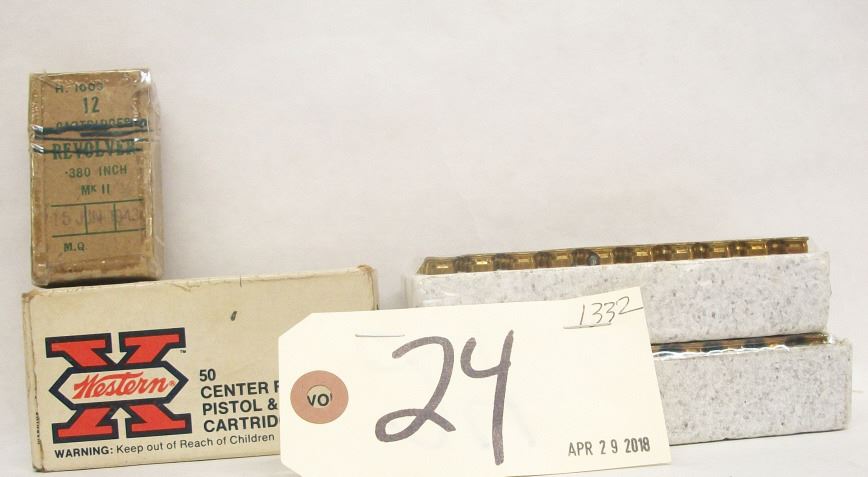 12
CARTRIDGES
REVOLVER
.380 INCH
MK II
15 JUN 1943
M.Q.
X
Western
50
CENTER F
PISTOL &
CARTRID
WARNING: Keep out of Reach of Children
VO
24
1332
APR 29 2018